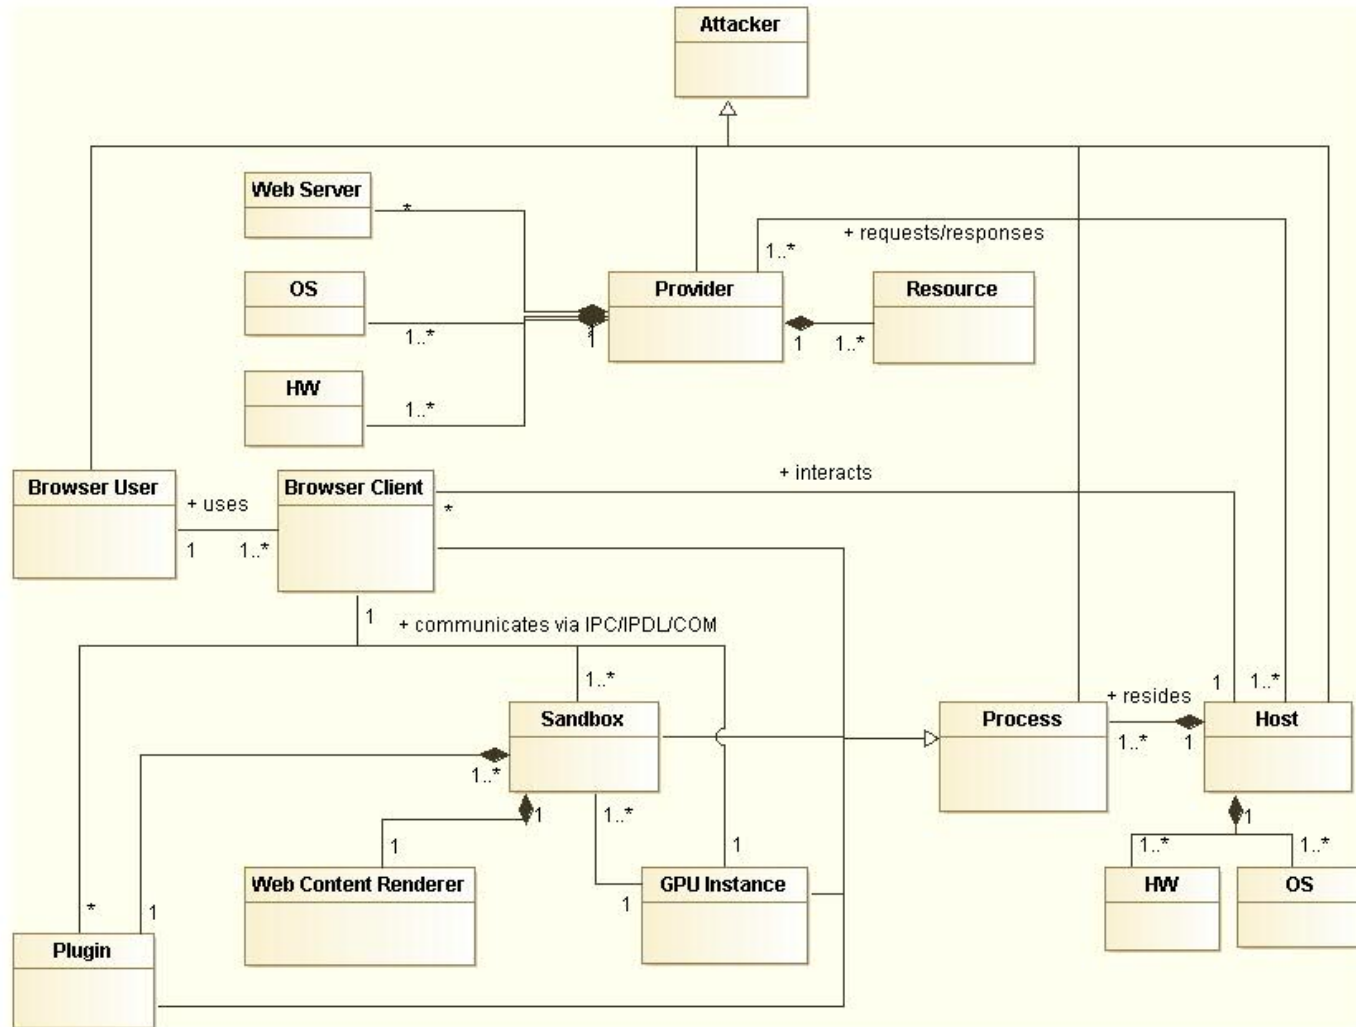 Attacker
Web Server
*
+ requests/responses
1..*
OS
Provider
Resource
1..*
1
1
1..*
HW
1..*
+ interacts
Browser User
Browser Client
+ uses
*
1
1..*
1
+ communicates via IPC/IPDL/COM
1..*
1
1..*
+ resides
Sandbox
Process
Host
1..*
1
1..*
1
1..*
1
1
1..*
1..*
1
1
Web Content Renderer
GPU Instance
HW
OS
*
1
1
Plugin